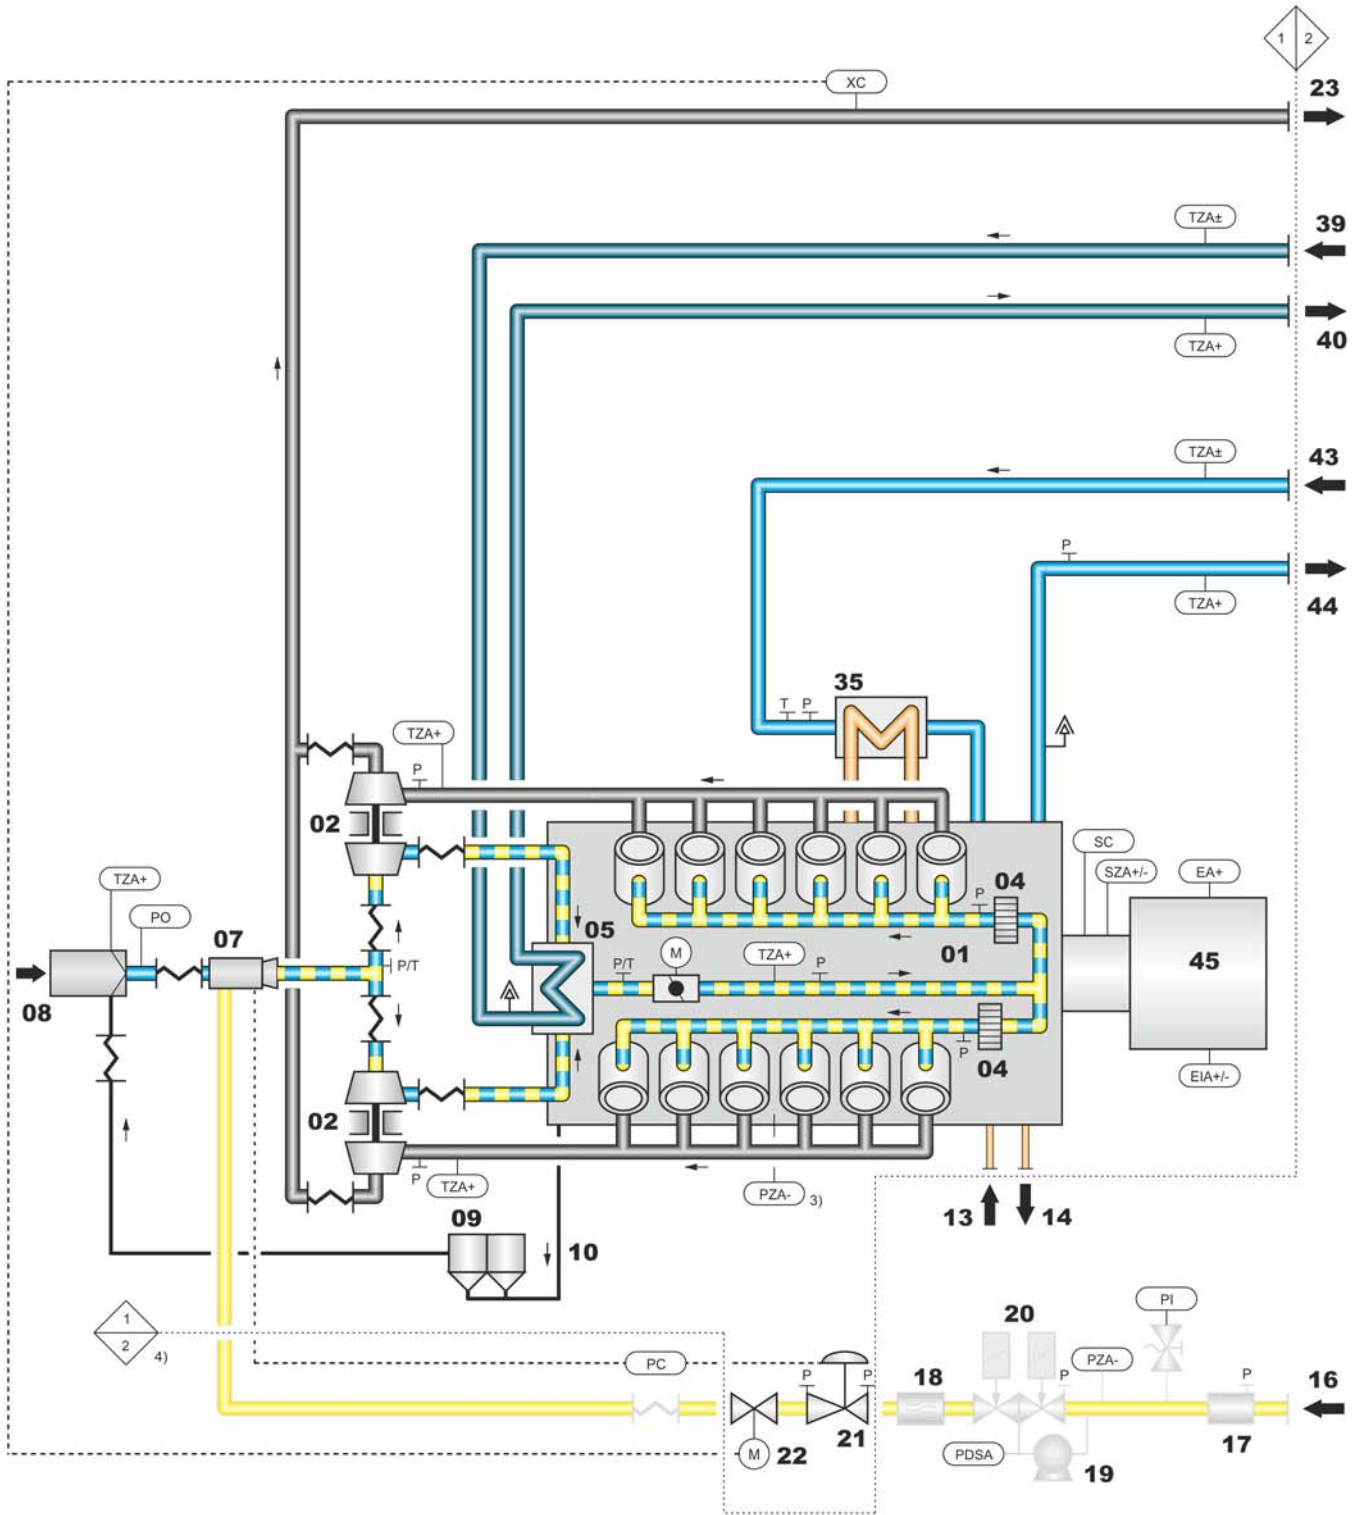 1 2
XC
23
TZA±
39
TZA+
40
TZA±
43
P
TZA+
44
35
T P
TZA+
P
02
SC
SZA+/-
EA+
04
P
TZA+
PO
05
07
M
TZA+
01
P/T
P/T
P
45
08
P
04
EIA+/-
02
P
TZA+
PZA- 3)
13
14
09
10
1
2
4)
PI
20
PC
PZA-
P
P
18
P
P
16
M
22
21
PDSA
19
17